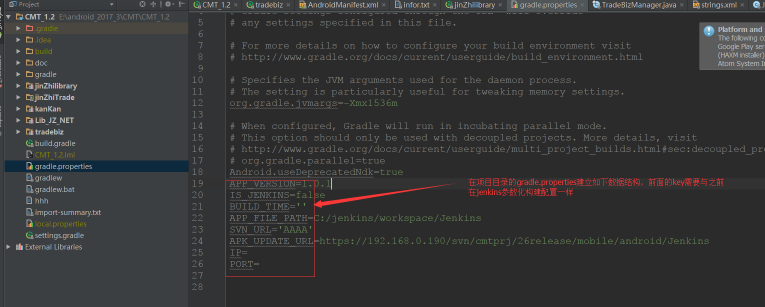 Project
CMT_1.2 E:\android_2017_3\CMT\CMT_1.2
.gradle
.idea
build
doc
gradle
jinZhilibrary
jinZhiTrade
kanKan
Lib_JZ_NET
tradebiz
build.gradle
CMT_1.2.iml
gradle.properties
gradlew
gradlew.bat
hhh
import-summary.txt
local.properties
settings.gradle
External Libraries
CMT_1.2
tradebiz
AndroidManifest.xml
infor.txt
jinZhilibrary
gradle.properties
TradeBizManager.java
strings.xml
5 # any settings specified in this file.
6
7 # For more details on how to configure your build environment visit
8 # http://www.gradle.org/docs/current/userguide/build_environment.html
9
10 # Specifies the JVM arguments used for the daemon process.
11 # The setting is particularly useful for tweaking memory settings.
12 org.gradle.jvmargs=-Xmx1536m
13
14 # When configured, Gradle will run in incubating parallel mode.
15 # This option should only be used with decoupled projects. More details, visit
16 # http://www.gradle.org/docs/current/userguide/multi_project_builds.html#sec:decoupled_pro
17 # org.gradle.parallel=true
18 Android.useDeprecatedNdk=true
19 APP_VERSION=1.0.1
20 IS_JENKINS=false
21 BUILD_TIME=''
22 APP_FILE_PATH=C:/jenkins/workspace/Jenkins
23 SVN_URL='AAAA'
24 APK_UPDATE_URL=https://192.168.0.190/svn/cmtprj/26release/mobile/android/Jenkins
25 IP=
26 PORT=
27
28
在项目目录的gradle.properties建立如下数据结构，前面的key需要与之前
在jenkins参数化构建配置一样
Platform and
The following co
Google Play ser
(HAXM installer)
Atom System In